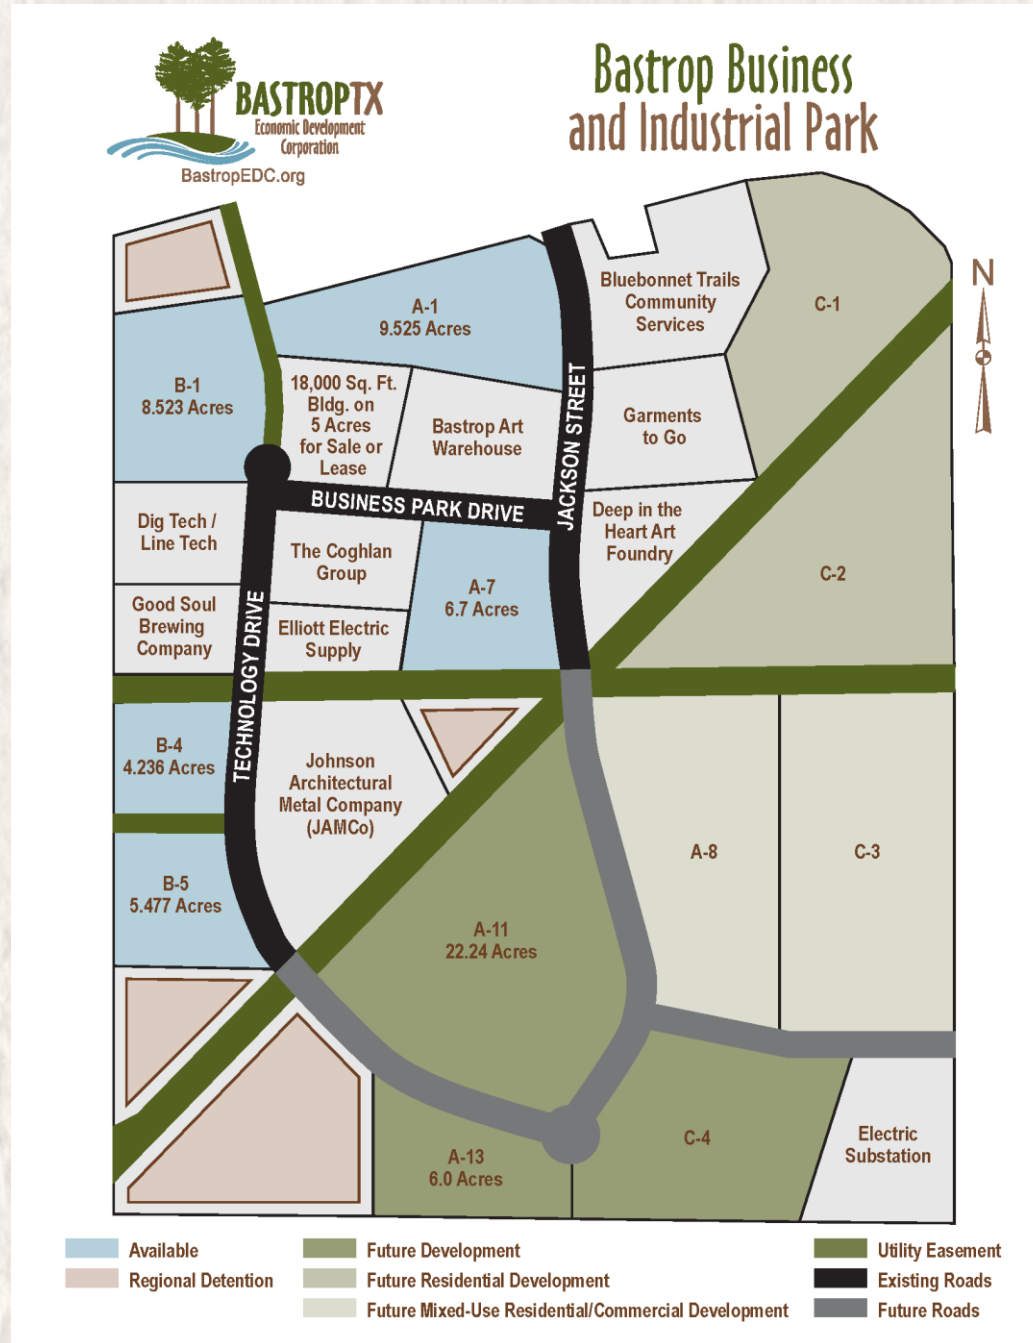 BASTROPTX
Economic Development
Corporation
BastropEDC.org
Bastrop Business
and Industrial Park
N
Bluebonnet Trails
Community
Services
C-1
A-1
9.525 Acres
B-1
8.523 Acres
18,000 Sq. Ft.
Bldg. on
5 Acres
for Sale or
Lease
Bastrop Art
Warehouse
JACKSON STREET
Garments
to Go
BUSINESS PARK DRIVE
Dig Tech /
Line Tech
The Coghlan
Group
A-7
6.7 Acres
Deep in the
Heart Art
Foundry
C-2
Good Soul
Brewing
Company
TECHNOLOGY DRIVE
Elliott Electric
Supply
B-4
4.236 Acres
Johnson
Architectural
Metal Company
(JAMCo)
A-8
C-3
B-5
5.477 Acres
A-11
22.24 Acres
A-13
6.0 Acres
C-4
Electric
Substation
Available
Regional Detention
Future Development
Future Residential Development
Future Mixed-Use Residential/Commercial Development
Utility Easement
Existing Roads
Future Roads